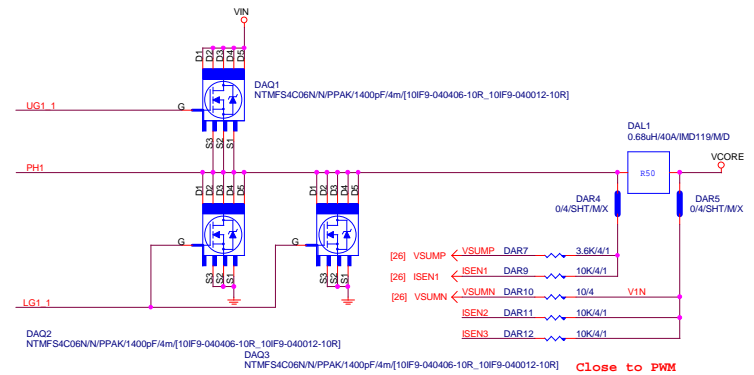 VIN
D1 D2 D3 D4 D5
DAQ1
NTMFS4C06N/N/PPAK/1400pF/4m/[10IF9-040406-10R_10IF9-040012-10R]
UG1_1
G
S3 S2 S1
DAL1
0.68uH/40A/IMD119/M/D
VCORE
PH1
R50
D1 D2 D3 D4 D5
D1 D2 D3 D4 D5
DAR4
0/4/SHT/M/X
DAR5
0/4/SHT/M/X
G
G
[26] VSUMP VSUMP DAR7 3.6K/4/1
[26] ISEN1 ISEN1 DAR9 10K/4/1
S3 S2 S1
S3 S2 S1
[26] VSUMN VSUMN DAR10 10/4 V1N
LG1_1
ISEN2 DAR11 10K/4/1
ISEN3 DAR12 10K/4/1
DAQ2
NTMFS4C06N/N/PPAK/1400pF/4m/[10IF9-040406-10R_10IF9-040012-10R]
DAQ3
NTMFS4C06N/N/PPAK/1400pF/4m/[10IF9-040406-10R_10IF9-040012-10R]
Close to PWM